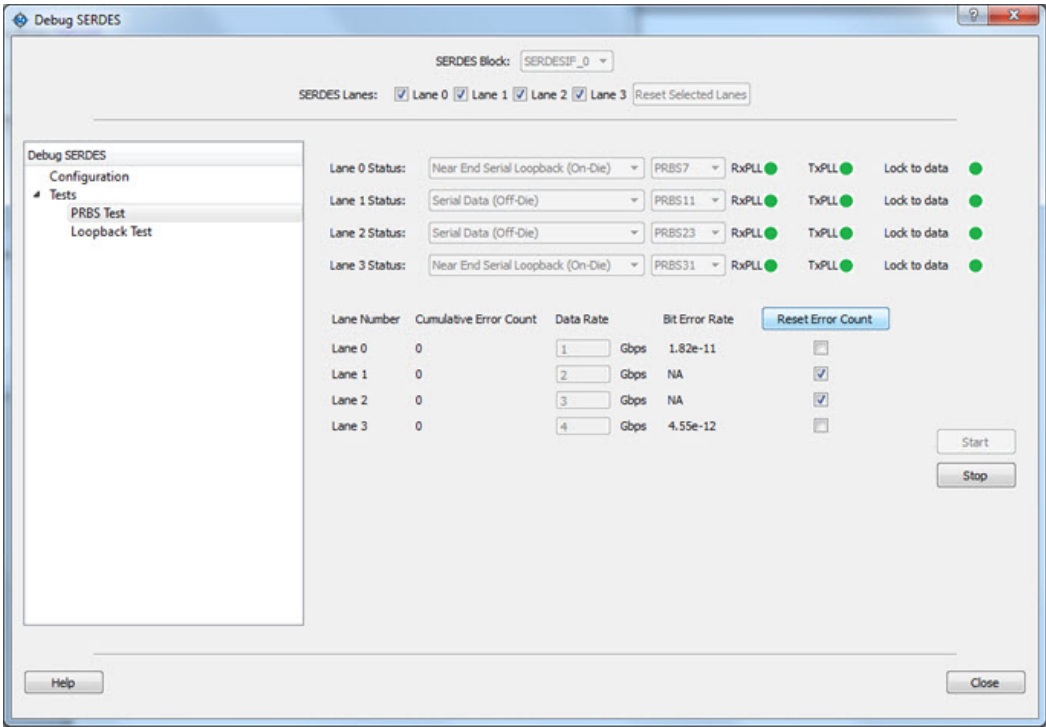 Debug SERDES
SERDES Block: SERDESIF_0
SERDES Lanes: Lane 0 Lane 1 Lane 2 Lane 3 Reset Selected Lanes
Debug SERDES
Configuration
Tests
PRBS Test
Loopback Test
Lane 0 Status: Near End Serial Loopback (On-Die) PRBS7 RxPLL TxPLL Lock to data
Lane 1 Status: Serial Data (Off-Die) PRBS11 RxPLL TxPLL Lock to data
Lane 2 Status: Serial Data (Off-Die) PRBS23 RxPLL TxPLL Lock to data
Lane 3 Status: Near End Serial Loopback (On-Die) PRBS31 RxPLL TxPLL Lock to data
Lane Number Cumulative Error Count Data Rate Bit Error Rate Reset Error Count
Lane 0 0 1 Gbps 1.82e-11
Lane 1 0 2 Gbps NA
Lane 2 0 3 Gbps NA
Lane 3 0 4 Gbps 4.55e-12
Start
Stop
Help Close